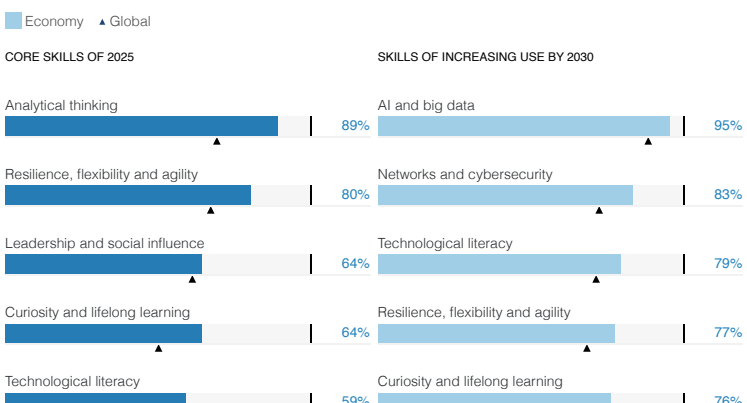 Economy Global
CORE SKILLS OF 2025
Analytical thinking
89%
Resilience, flexibility and agility
80%
Leadership and social influence
64%
Curiosity and lifelong learning
64%
Technological literacy
59%
SKILLS OF INCREASING USE BY 2030
AI and big data
95%
Networks and cybersecurity
83%
Technological literacy
79%
Resilience, flexibility and agility
77%
Curiosity and lifelong learning
76%